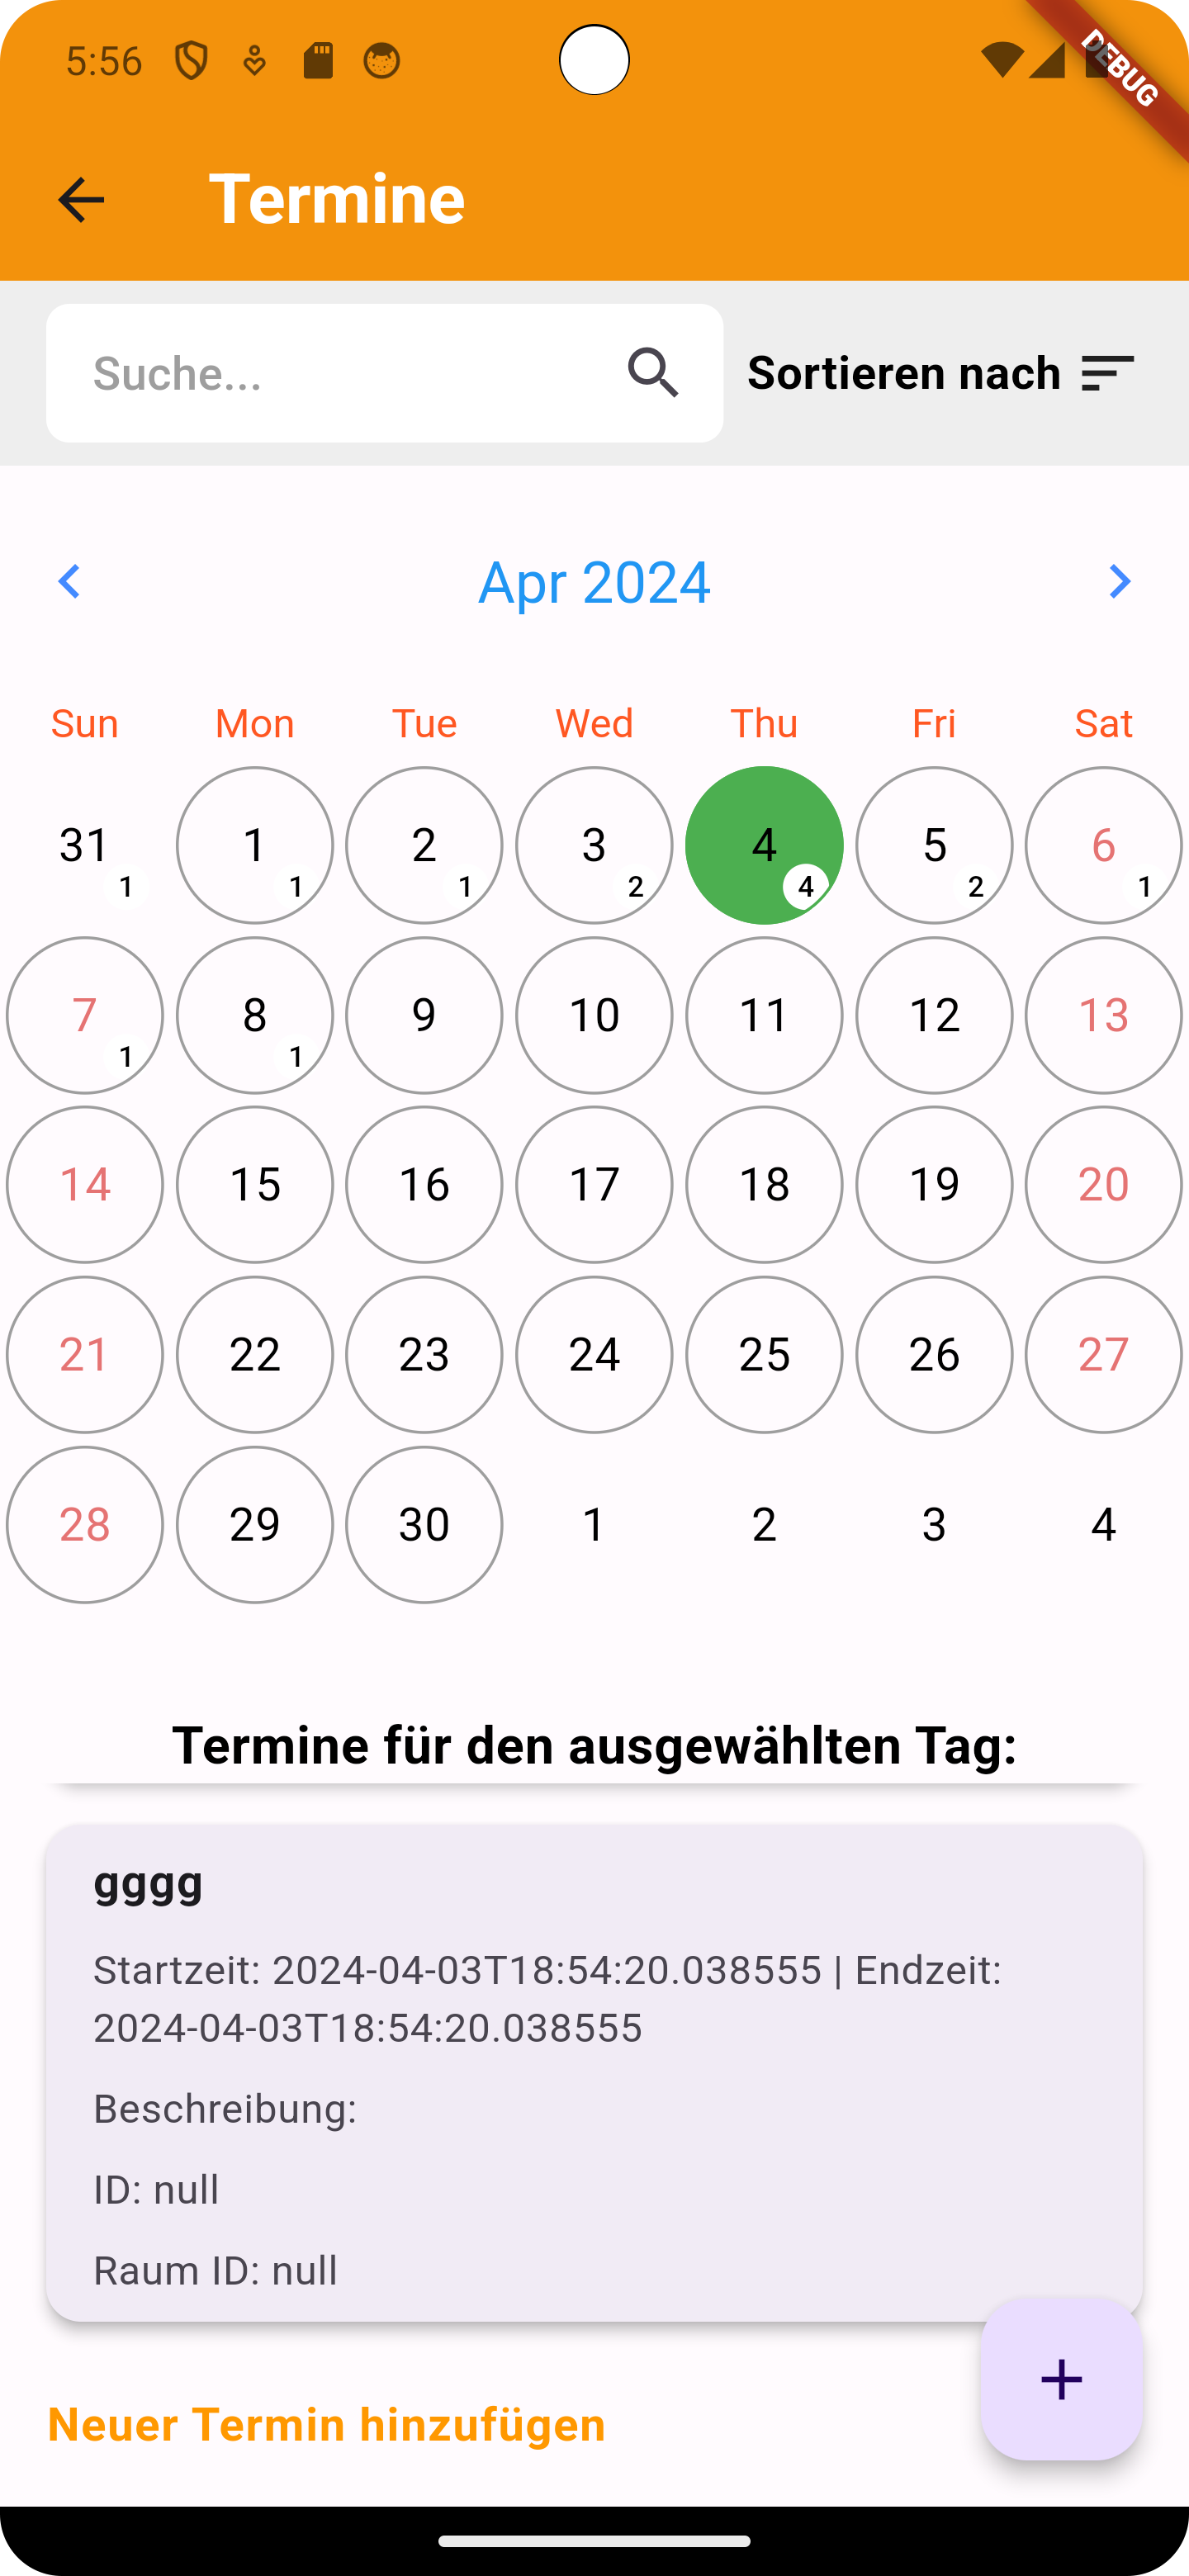 5:56
DEBUG
Termine
Suche...
Sortieren nach
Apr 2024
Sun Mon Tue Wed Thu Fri Sat
31 1 2 3 4 5 6
1 1 1 2 4 2 1
7 8 9 10 11 12 13
1 1
14 15 16 17 18 19 20
21 22 23 24 25 26 27
28 29 30 1 2 3 4
Termine für den ausgewählten Tag:
gggg
Startzeit: 2024-04-03T18:54:20.038555 | Endzeit:
2024-04-03T18:54:20.038555
Beschreibung:
ID: null
Raum ID: null
+
Neuer Termin hinzufügen